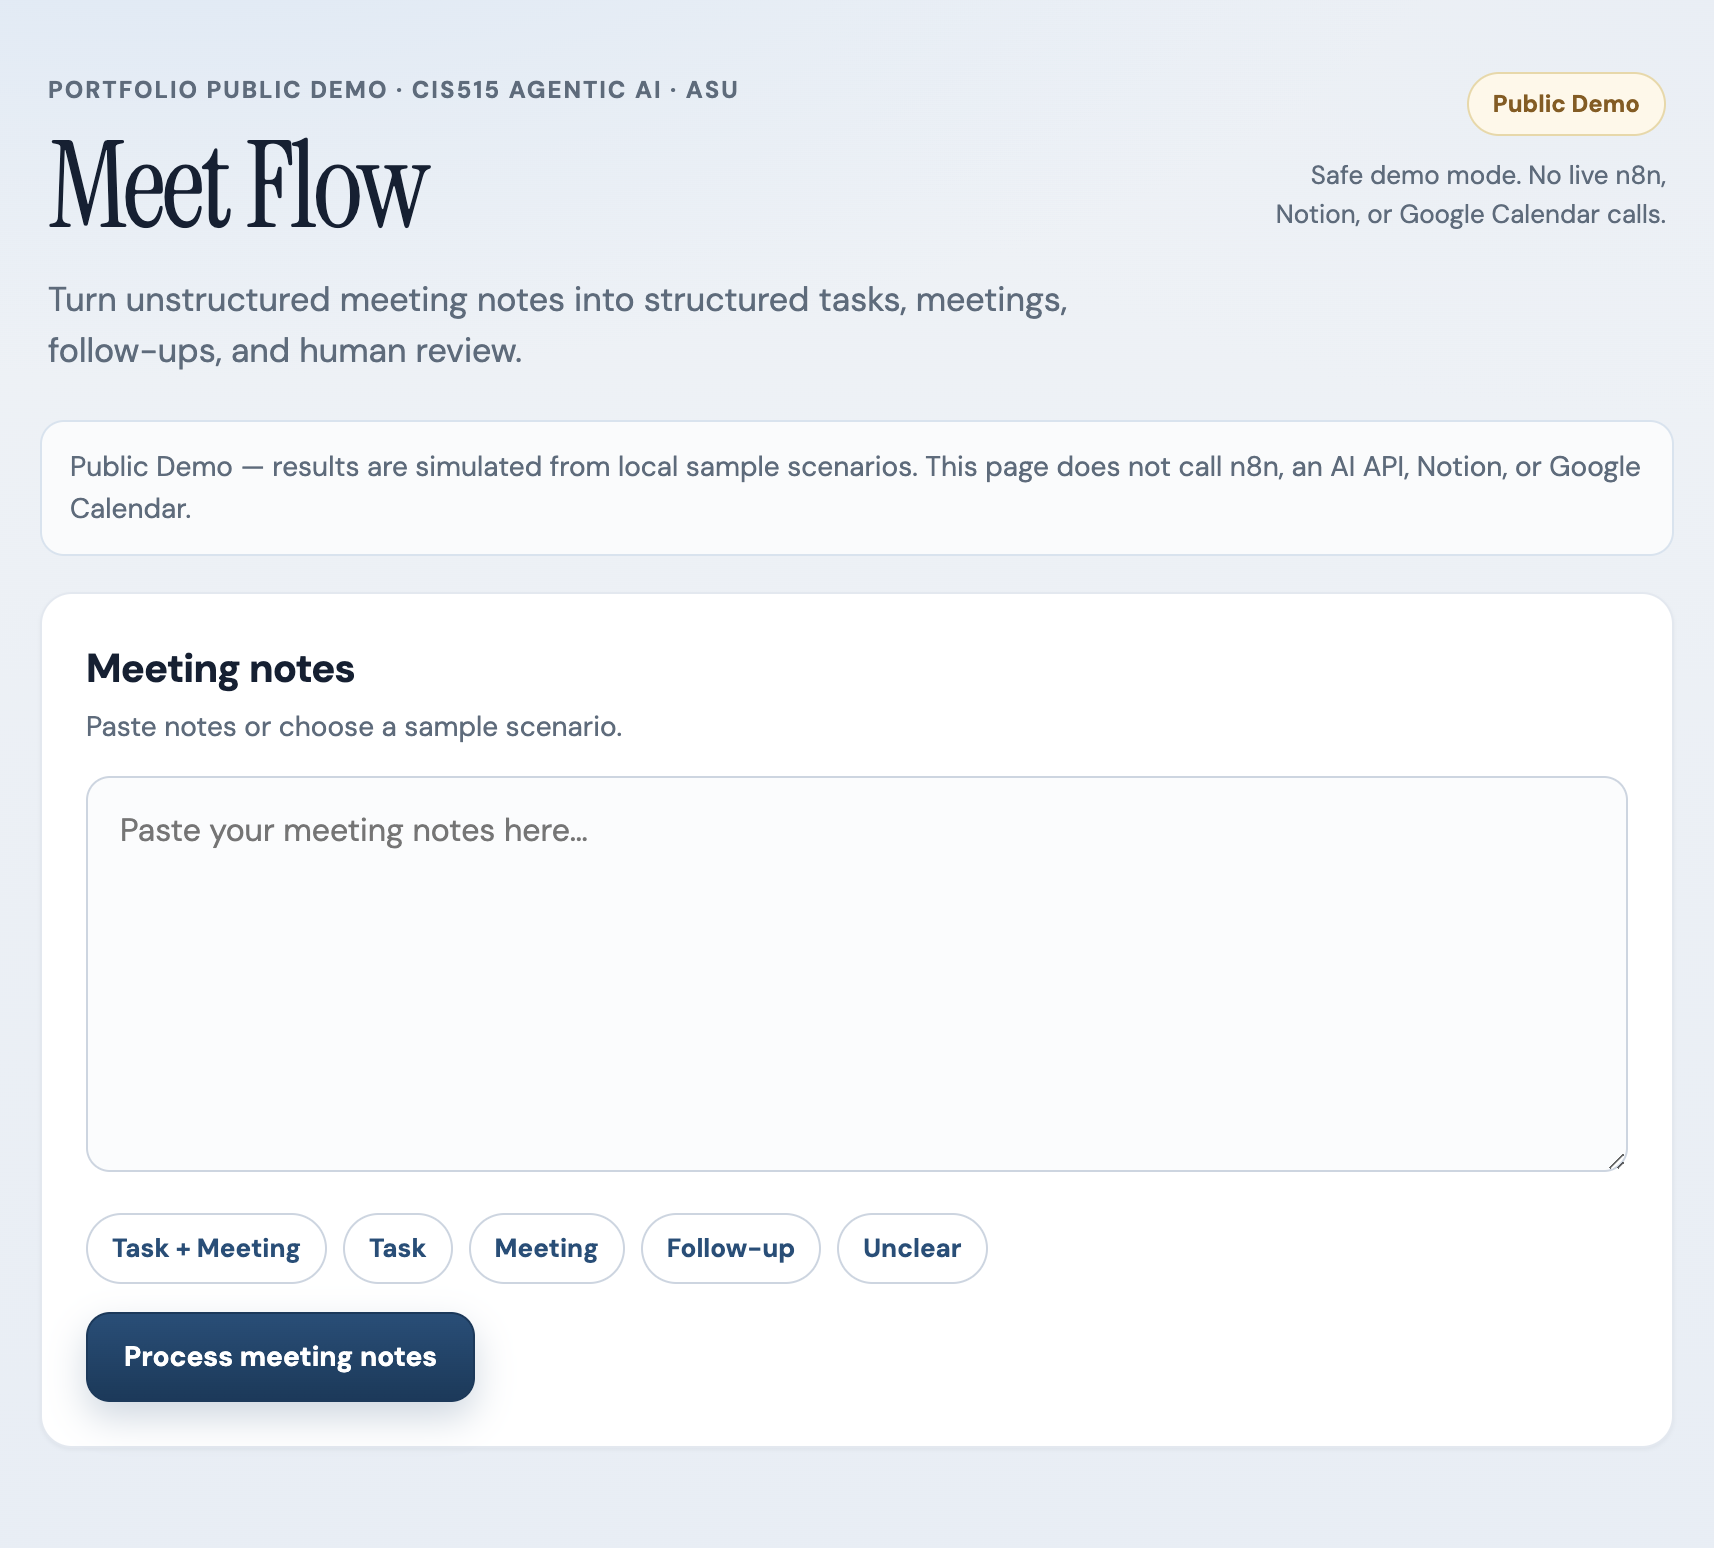 PORTFOLIO PUBLIC DEMO · CIS515 AGENTIC AI · ASU
Meet Flow
Public Demo
Safe demo mode. No live n8n,
Notion, or Google Calendar calls.
Turn unstructured meeting notes into structured tasks, meetings,
follow-ups, and human review.
Public Demo — results are simulated from local sample scenarios. This page does not call n8n, an AI API, Notion, or Google
Calendar.
Meeting notes
Paste notes or choose a sample scenario.
Paste your meeting notes here...
Task + Meeting
Task
Meeting
Follow-up
Unclear
Process meeting notes